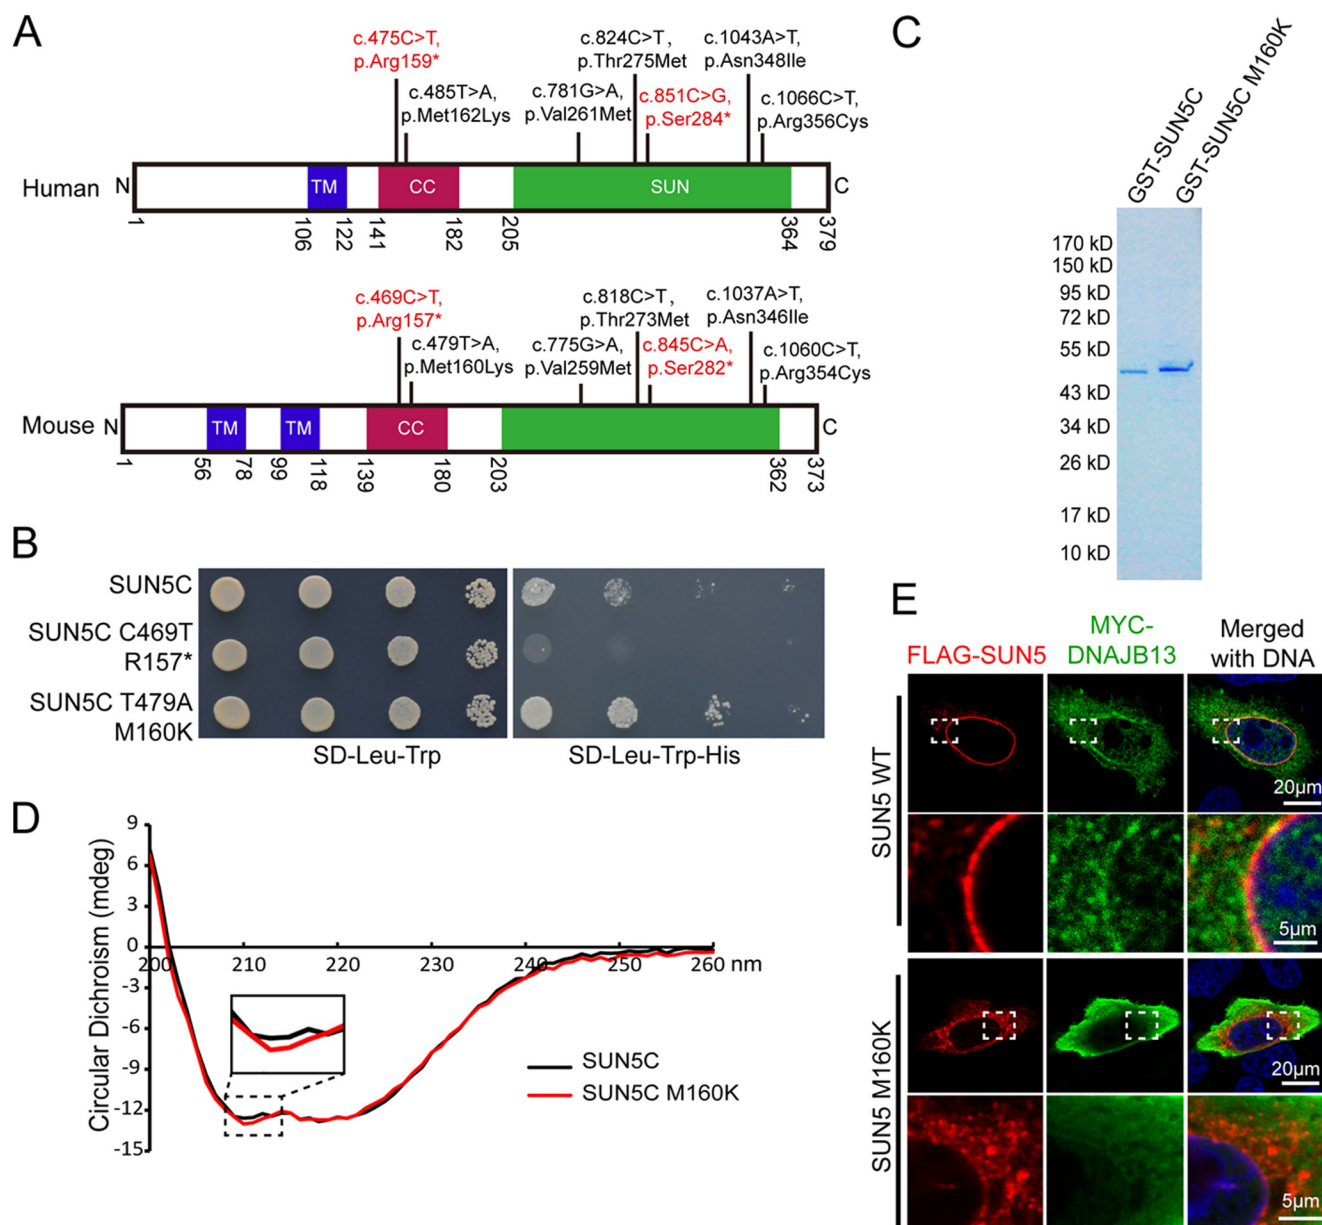 A
c.475C>T,
p.Arg159*
c.485T>A,
p.Met162Lys
c.781G>A,
p.Val261Met
c.824C>T,
p.Thr275Met
c.851C>G,
p.Ser284*
c.1043A>T,
p.Asn348Ile
c.1066C>T,
p.Arg356Cys
Human N TM CC SUN C
1 106 122 141 182 205 364 379
c.469C>T,
p.Arg157*
c.479T>A,
p.Met160Lys
c.775G>A,
p.Val259Met
c.818C>T,
p.Thr273Met
c.845C>A,
p.Ser282*
c.1037A>T,
p.Asn346Ile
c.1060C>T,
p.Arg354Cys
Mouse N TM TM CC C
1 56 78 99 118 139 180 203 362 373
B
SUN5C
SUN5C C469T
R157*
SUN5C T479A
M160K
SD-Leu-Trp
SD-Leu-Trp-His
C
GST-SUN5C
GST-SUN5C M160K
170 kD
150 kD
95 kD
72 kD
55 kD
43 kD
34 kD
26 kD
17 kD
10 kD
D
Circular Dichroism (mdeg)
9
6
3
0
-3
-6
-9
-12
-15
200 210 220 230 240 250 260 nm
SUN5C
SUN5C M160K
E
FLAG-SUN5
MYC-
DNAJB13
Merged
with DNA
SUN5 WT
20μm
5μm
SUN5 M160K
20μm
5μm